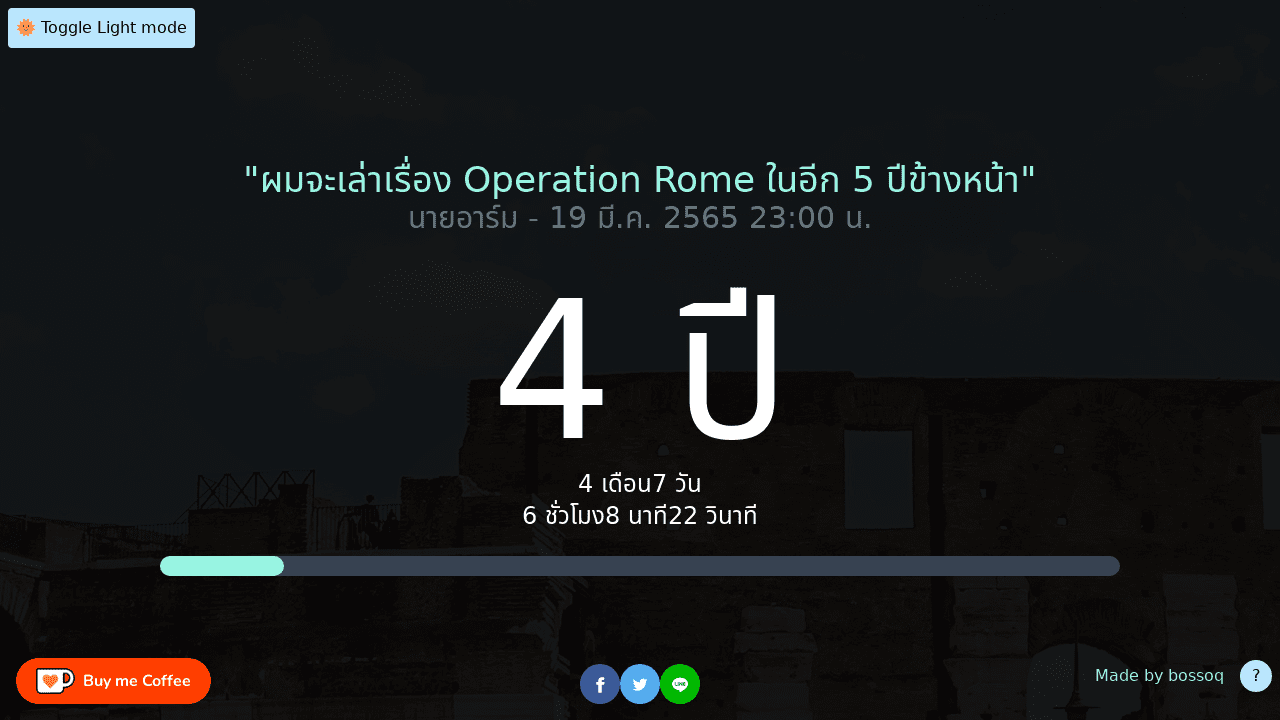 🌞 Toggle Light mode
"ผมจะเล่าเรื่อง Operation Rome ในอีก 5 ปีข้างหน้า"
นายอาร์ม - 19 มี.ค. 2565 23:00 น.
4 ปี
4 เดือน7 วัน
6 ชั่วโมง8 นาที22 วินาที
Buy me Coffee
LINE
Made by bossoq
?